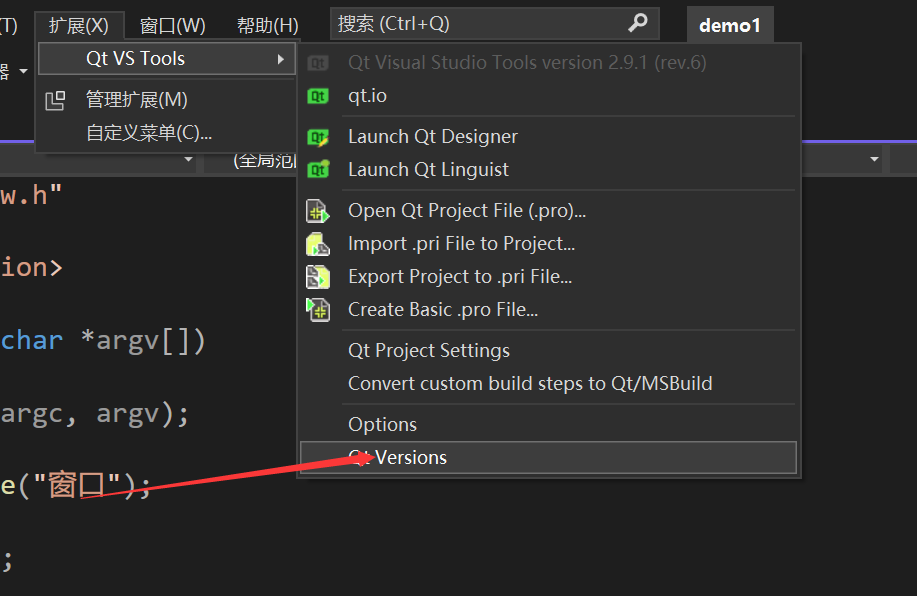 (T) 扩展(X) 窗口(W) 帮助(H) 搜索 (Ctrl+Q) demo1
Qt VS Tools
管理扩展(M)
自定义菜单(C)...
Qt Visual Studio Tools version 2.9.1 (rev.6)
qt.io
Launch Qt Designer
Launch Qt Linguist
Open Qt Project File (.pro)...
Import .pri File to Project...
Export Project to .pri File...
Create Basic .pro File...
Qt Project Settings
Convert custom build steps to Qt/MSBuild
Options
Qt Versions
器
(全局范
w.h"
ion>
char *argv[])
argc, argv);
e("窗口");
;